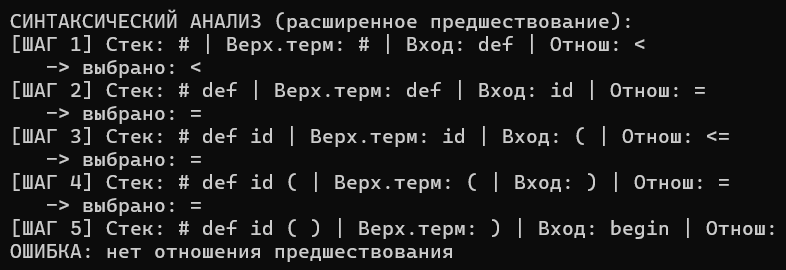 СИНТАКСИЧЕСКИЙ АНАЛИЗ (расширенное предшествование):
[ШАГ 1] Стек: # | Верх.терм: # | Вход: def | Отнош: <
   —> выбрано: <
[ШАГ 2] Стек: # def | Верх.терм: def | Вход: id | Отнош: =
   —> выбрано: =
[ШАГ 3] Стек: # def id | Верх.терм: id | Вход: ( | Отнош: <=
   —> выбрано: =
[ШАГ 4] Стек: # def id ( | Верх.терм: ( | Вход: ) | Отнош: =
   —> выбрано: =
[ШАГ 5] Стек: # def id ( ) | Верх.терм: ) | Вход: begin | Отнош:
ОШИБКА: нет отношения предшествования